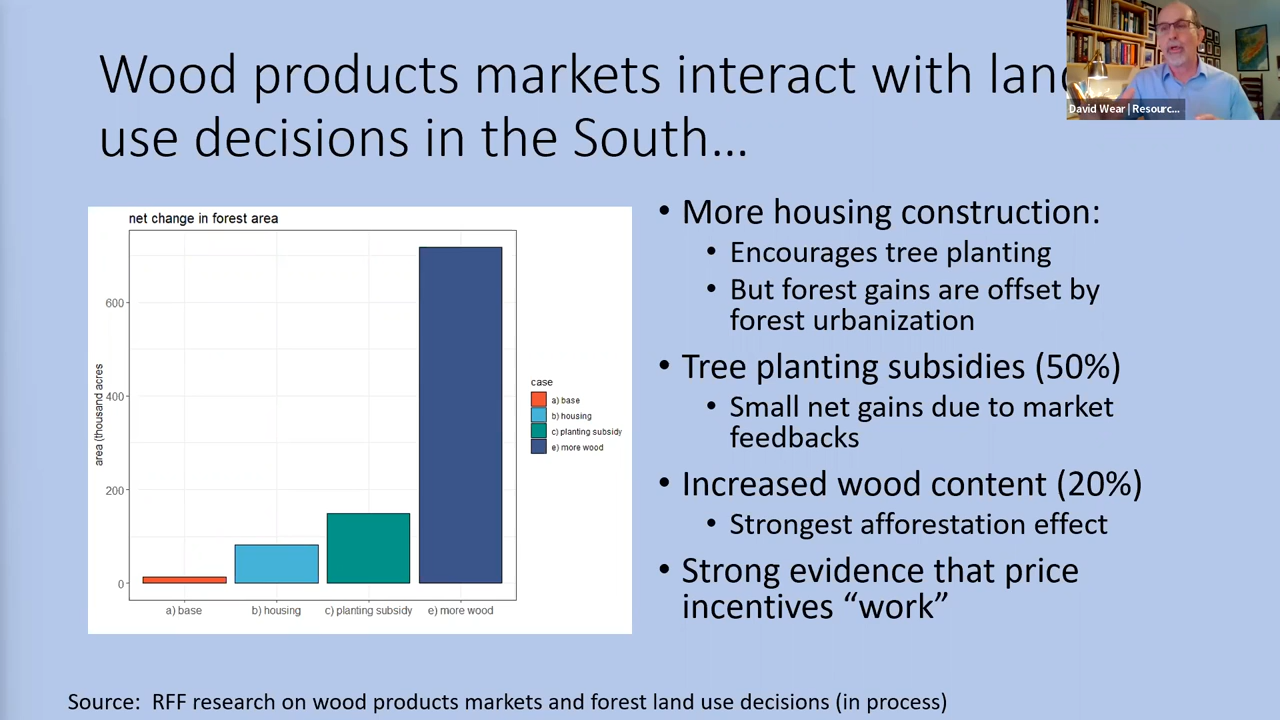 Wood products markets interact with land
use decisions in the South...
David Wear | Resourc...
net change in forest area
600
400
200
0
area (thousand acres
a) base
b) housing
c) planting subsidy
e) more wood
case
a) base
b) housing
c) planting subsidy
e) more wood
• More housing construction:
• Encourages tree planting
• But forest gains are offset by
forest urbanization
• Tree planting subsidies (50%)
• Small net gains due to market
feedbacks
• Increased wood content (20%)
• Strongest afforestation effect
• Strong evidence that price
incentives “work”
Source: RFF research on wood products markets and forest land use decisions (in process)